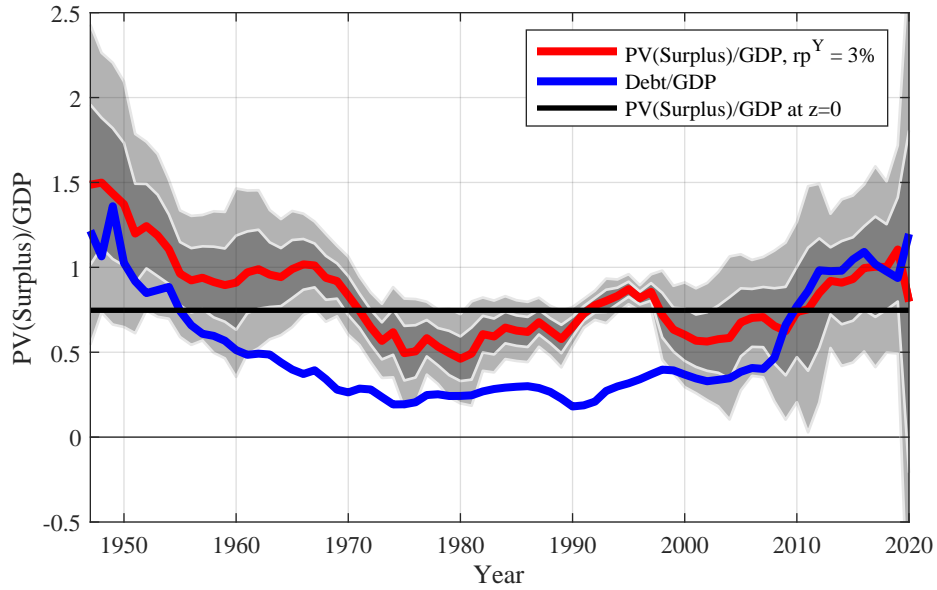 2.5
2
1.5
1
0.5
0
-0.5
PV(Surplus)/GDP
PV(Surplus)/GDP, rp^Y = 3%
Debt/GDP
PV(Surplus)/GDP at z=0
1950 1960 1970 1980 1990 2000 2010 2020
Year